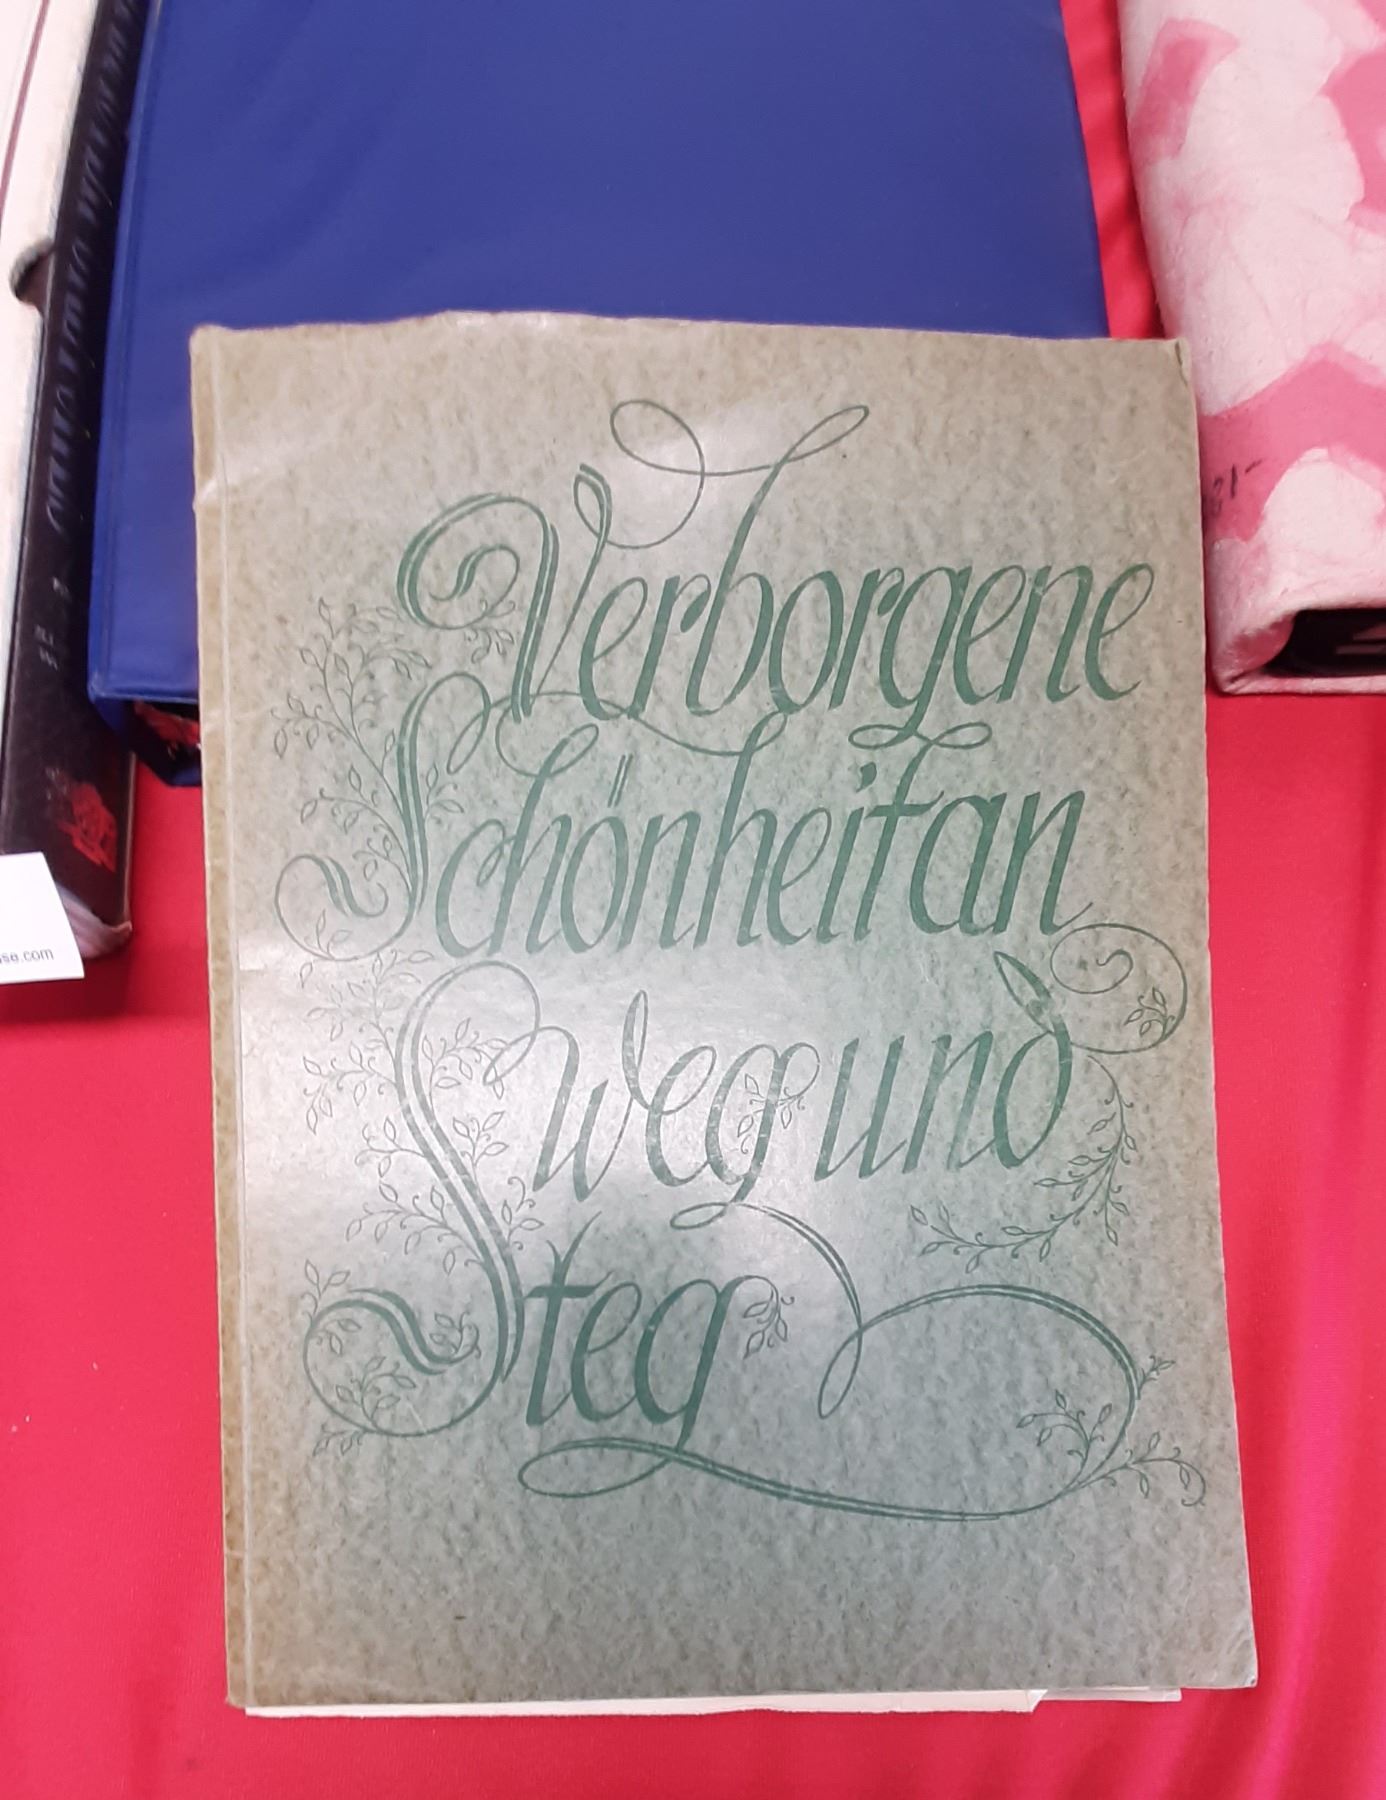 Verborgene
Schönheit an
Weg und
Steg